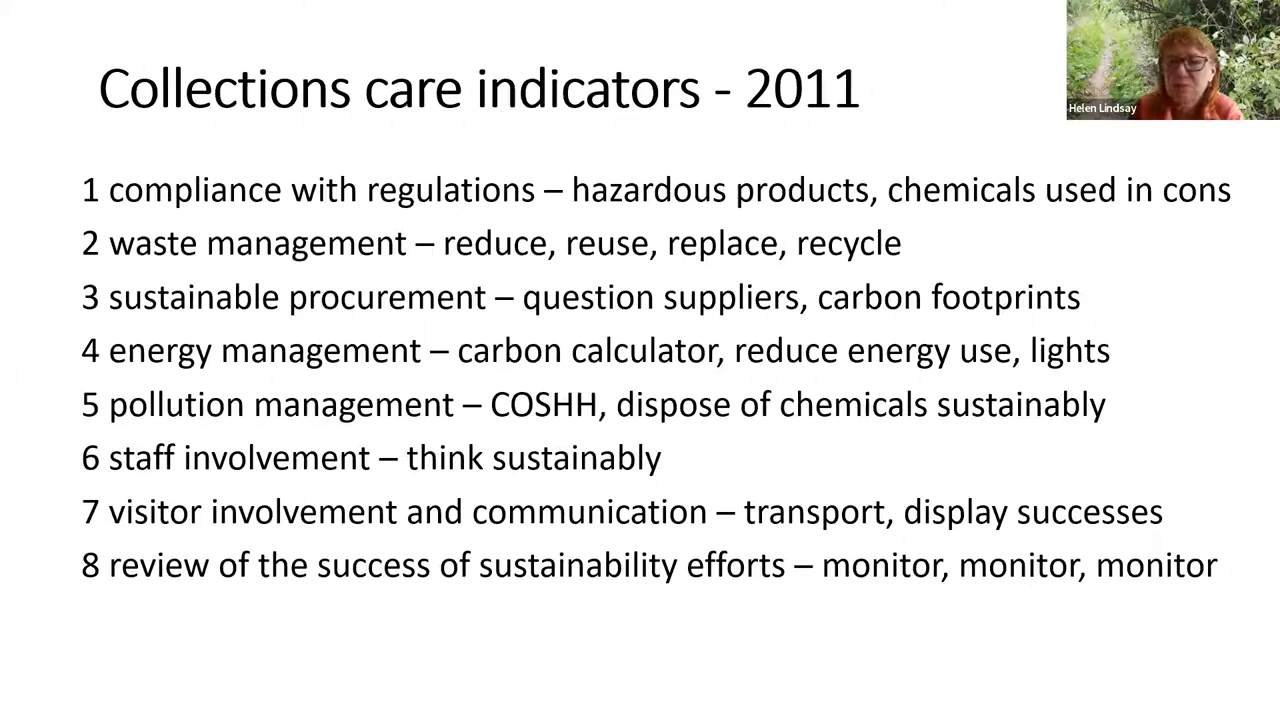 Collections care indicators - 2011
Helen Lindsay
1 compliance with regulations – hazardous products, chemicals used in cons
2 waste management – reduce, reuse, replace, recycle
3 sustainable procurement – question suppliers, carbon footprints
4 energy management – carbon calculator, reduce energy use, lights
5 pollution management – COSHH, dispose of chemicals sustainably
6 staff involvement – think sustainably
7 visitor involvement and communication – transport, display successes
8 review of the success of sustainability efforts – monitor, monitor, monitor